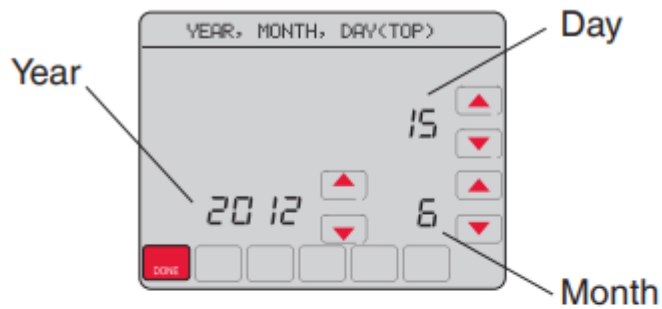 YEAR, MONTH, DAY(TOP)
Day
Year
15
2012
6
DONE
Month